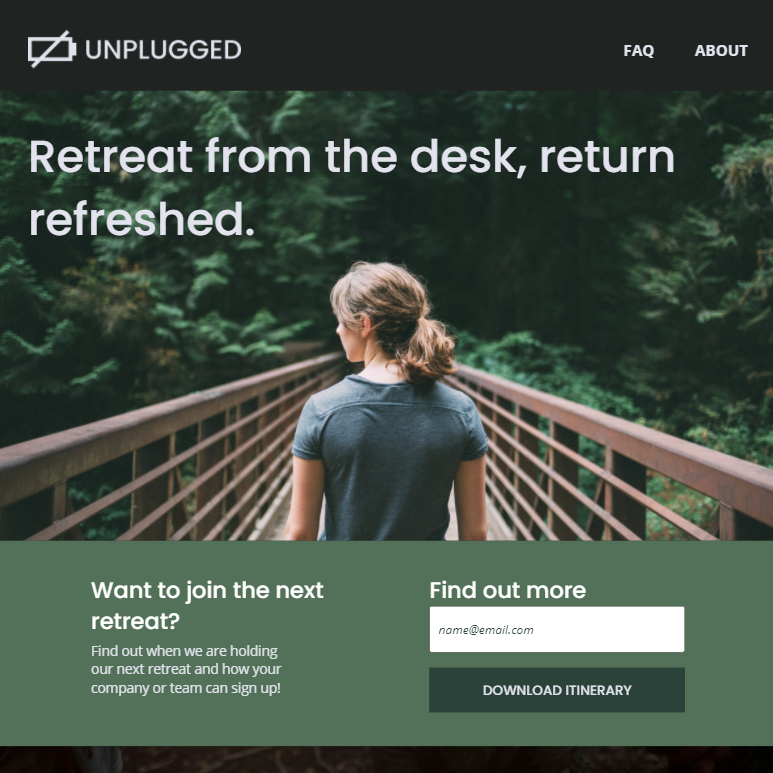 UNPLUGGED
FAQ
ABOUT
Retreat from the desk, return
refreshed.
Want to join the next
retreat?
Find out when we are holding
our next retreat and how your
company or team can sign up!
Find out more
name@email.com
DOWNLOAD ITINERARY